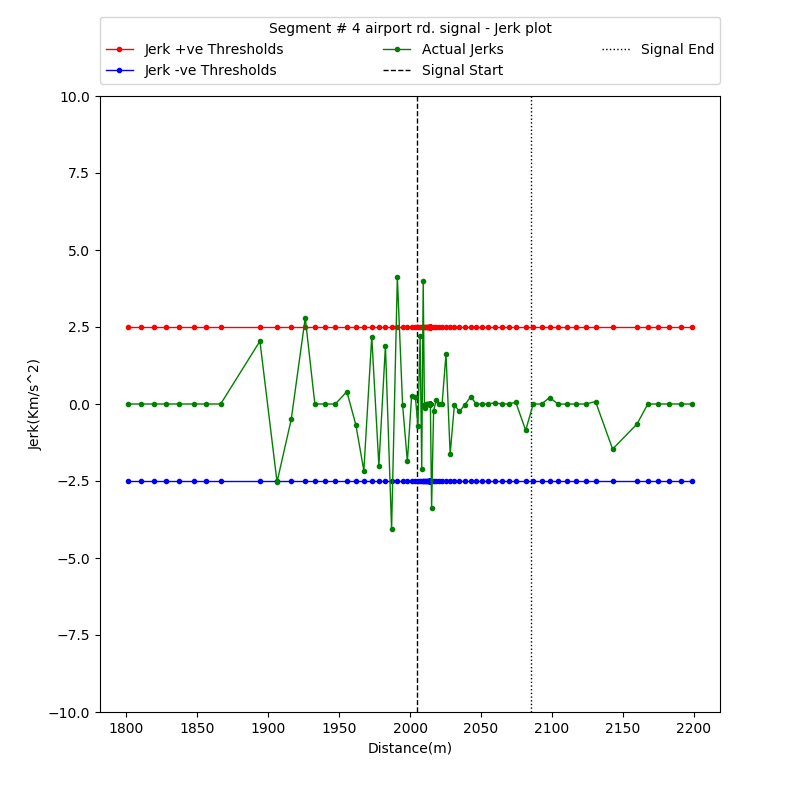 Segment # 4 airport rd. signal - Jerk plot
Jerk +ve Thresholds
Jerk -ve Thresholds
Actual Jerks
Signal Start
Signal End
10.0
7.5
5.0
2.5
0.0
−2.5
−5.0
−7.5
−10.0
Jerk(Km/s^2)
1800 1850 1900 1950 2000 2050 2100 2150 2200
Distance(m)